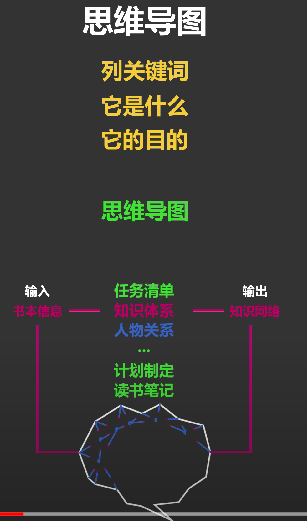 思维导图
列关键词
它是什么
它的目的
思维导图
输入
任务清单
输出
书本信息
知识体系
知识网络
人物关系
...
计划制定
读书笔记